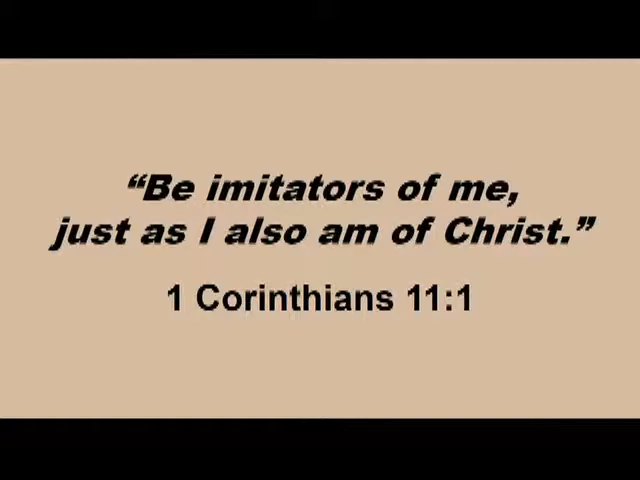 “Be imitators of me,
just as I also am of Christ.”
1 Corinthians 11:1